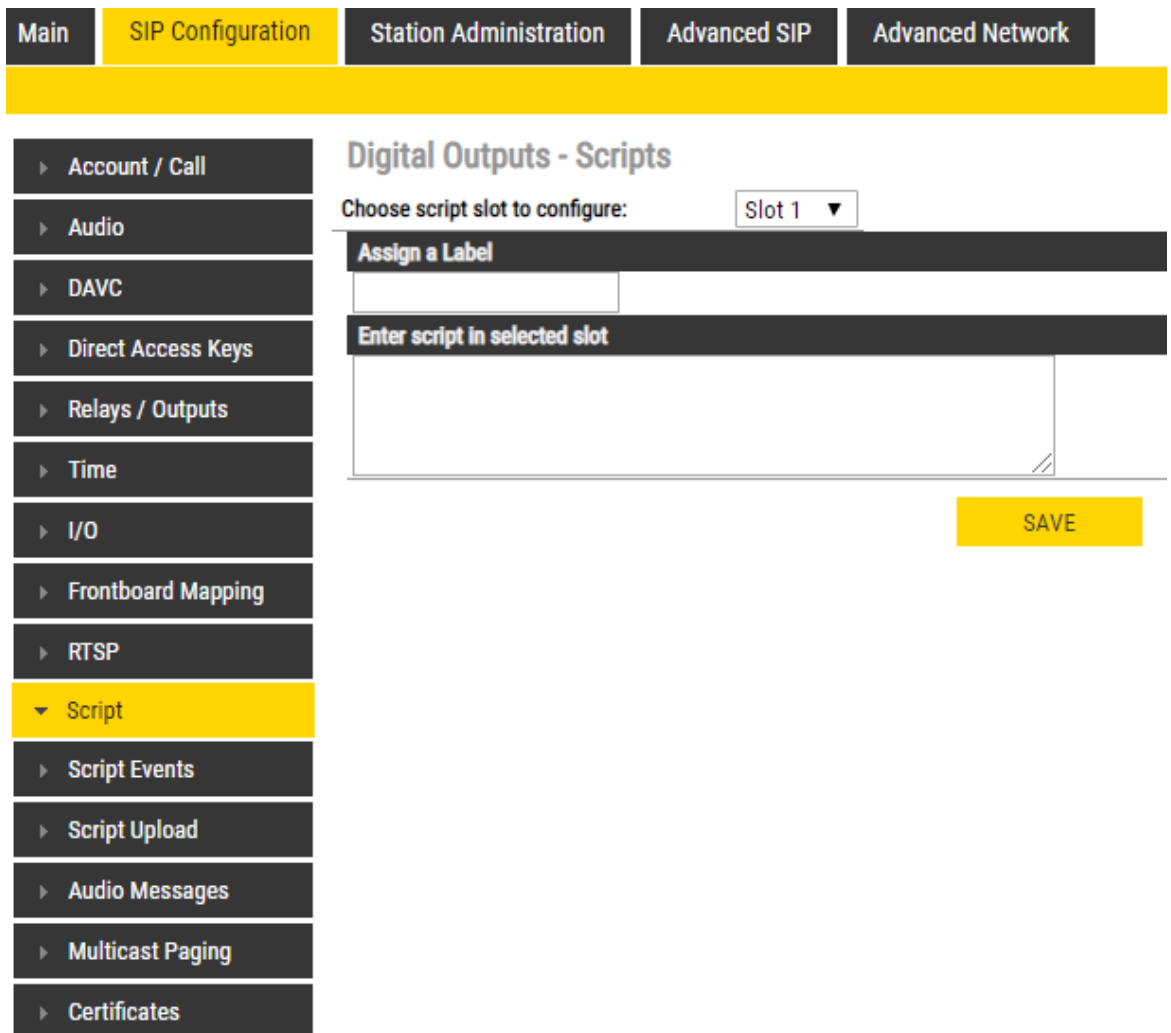 Main
SIP Configuration
Station Administration
Advanced SIP
Advanced Network
Account / Call
Audio
DAVC
Direct Access Keys
Relays / Outputs
Time
I/O
Frontboard Mapping
RTSP
Script
Script Events
Script Upload
Audio Messages
Multicast Paging
Certificates
Digital Outputs - Scripts
Choose script slot to configure: Slot 1
Assign a Label
Enter script in selected slot
SAVE